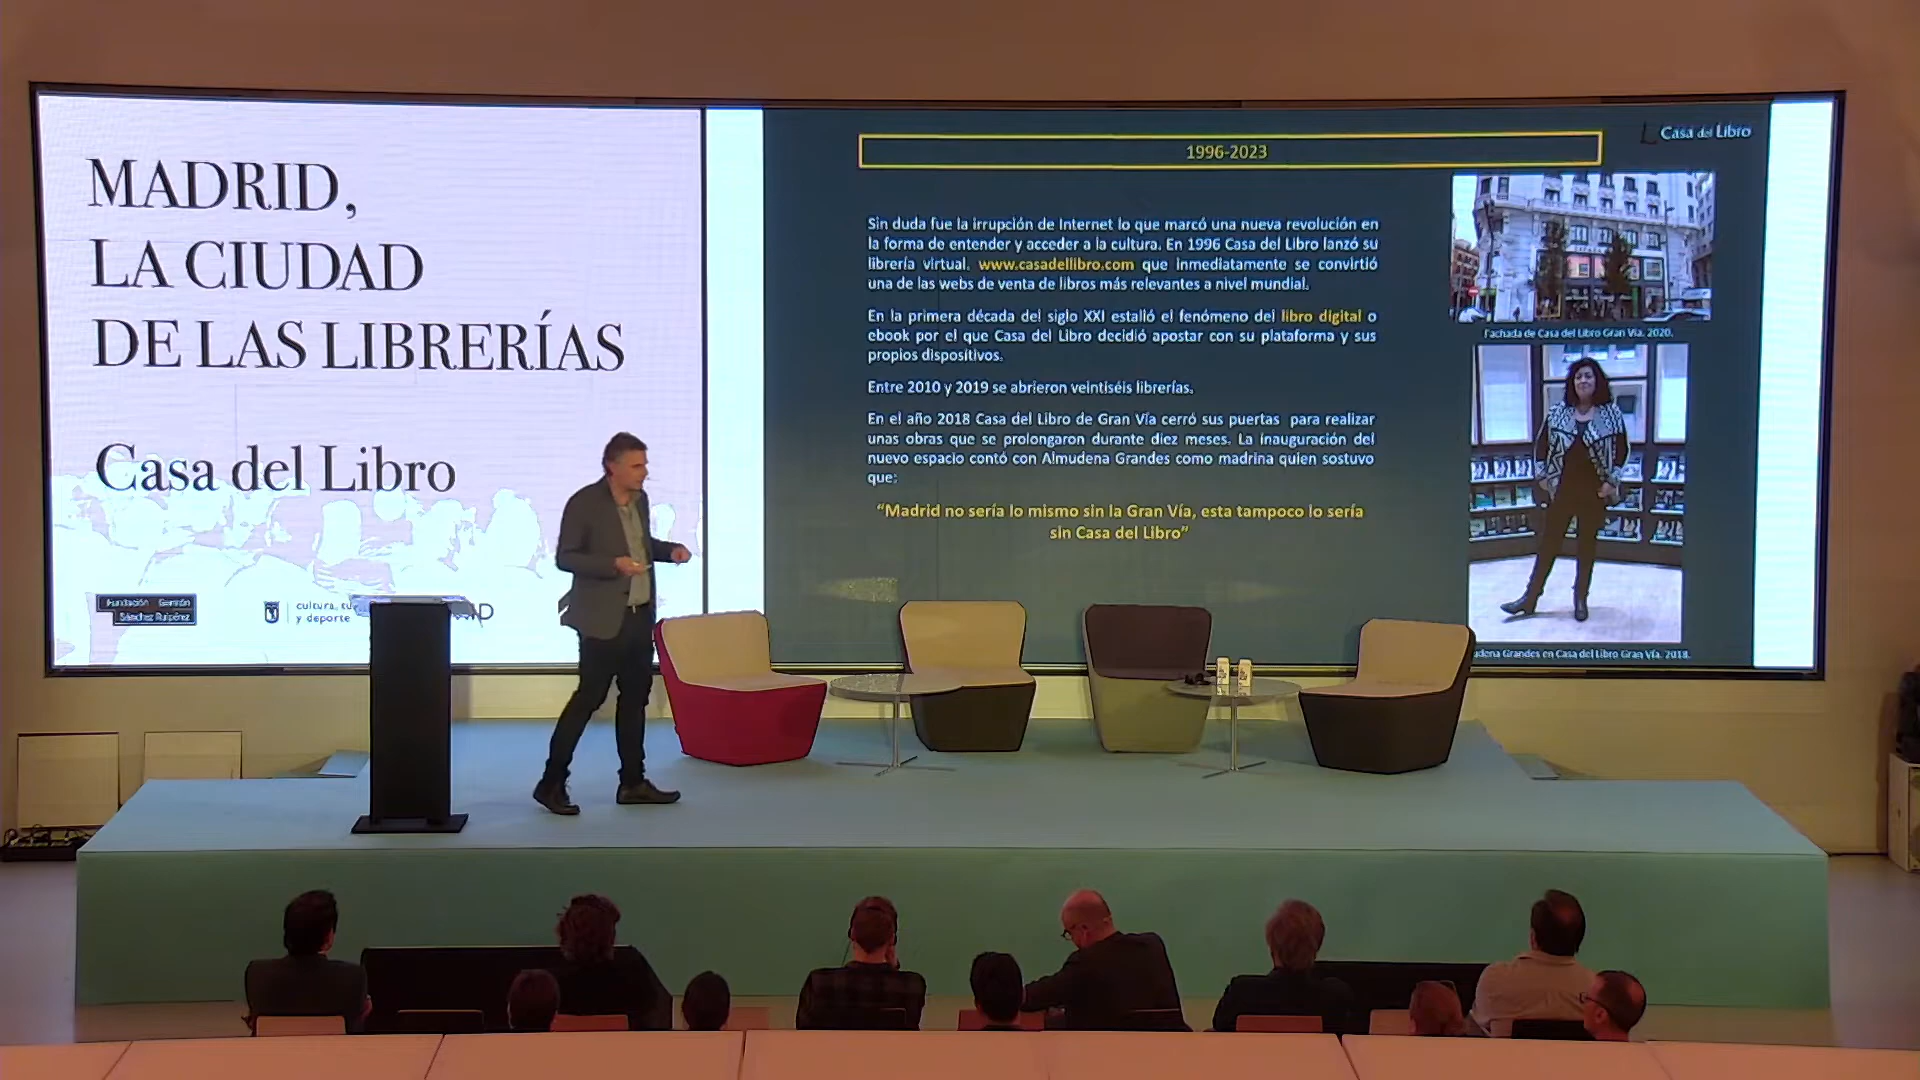 MADRID,
LA CIUDAD
DE LAS LIBRERÍAS
Casa del Libro
Fundación Germán
Sánchez Ruipérez
cultura, tu
y deporte
Casa del Libro
1996-2023
Sin duda fue la irrupción de Internet lo que marcó una nueva revolución en
la forma de entender y acceder a la cultura. En 1996 Casa del Libro lanzó su
librería virtual. www.casadellibro.com que inmediatamente se convirtió
una de las webs de venta de libros más relevantes a nivel mundial.
En la primera década del siglo XXI estalló el fenómeno del libro digital o
ebook por el que Casa del Libro decidió apostar con su plataforma y sus
propios dispositivos.
Entre 2010 y 2019 se abrieron veintiséis librerías.
En el año 2018 Casa del Libro de Gran Vía cerró sus puertas para realizar
unas obras que se prolongaron durante diez meses. La inauguración del
nuevo espacio contó con Almudena Grandes como madrina quien sostuvo
que:
“Madrid no sería lo mismo sin la Gran Vía, esta tampoco lo sería
sin Casa del Libro”
Fachada de Casa del Libro Gran Vía. 2020.
udena Grandes en Casa del Libro Gran Vía. 2018.